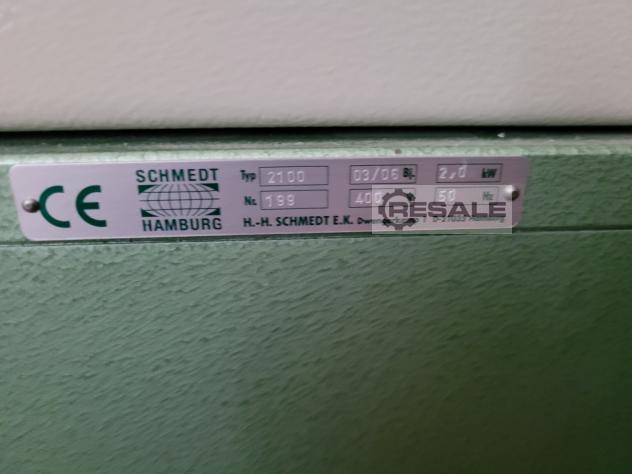 CE
SCHMEDT
HAMBURG
Typ 2100 03/06 Bj. 2,0 kW
Nr. 199 400 50 Hz
H.-H. SCHMEDT E.K.
RESALE